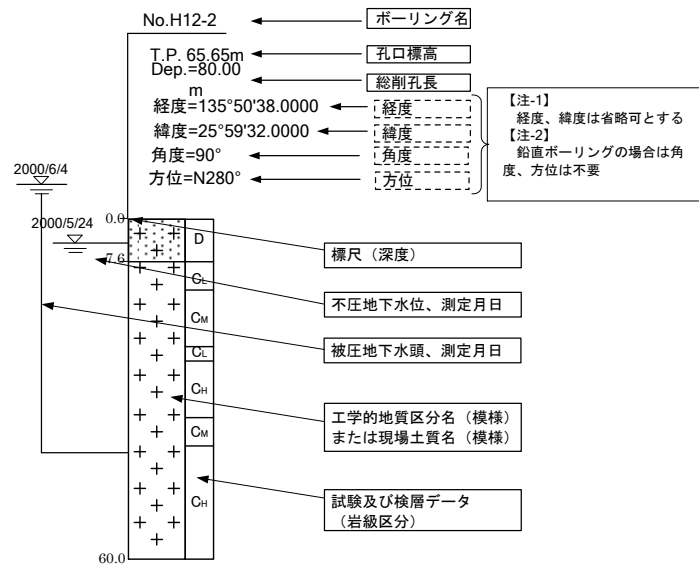 No.H12-2
ボーリング名
T.P. 65.65m
孔口標高
Dep.=80.00
m
総削孔長
経度=135°50'38.0000
経度
緯度=25°59'32.0000
緯度
角度=90°
角度
方位=N280°
方位
【注-1】
経度、緯度は省略可とする
【注-2】
鉛直ボーリングの場合は角
度、方位は不要
2000/6/4
2000/5/24
0.0
D
7.6
CL
CM
CL
CH
CM
CH
60.0
標尺（深度）
不圧地下水位、測定月日
被圧地下水頭、測定月日
工学的地質区分名（模様）
または現場土質名（模様）
試験及び検層データ
（岩級区分）